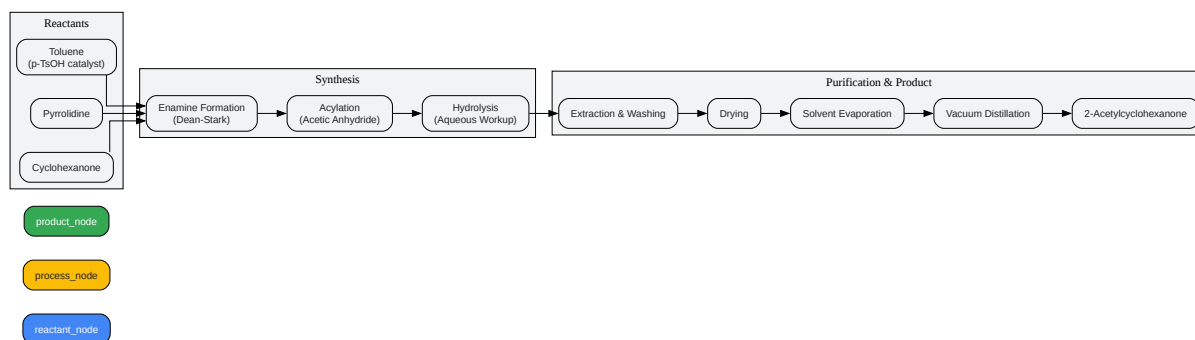 Reactants
Toluene
(p-TsOH catalyst)
Pyrrolidine
Cyclohexanone
Synthesis
Enamine Formation
(Dean-Stark)
Acylation
(Acetic Anhydride)
Hydrolysis
(Aqueous Workup)
Purification & Product
Extraction & Washing
Drying
Solvent Evaporation
Vacuum Distillation
2-Acetylcyclohexanone
product_node
process_node
reactant_node